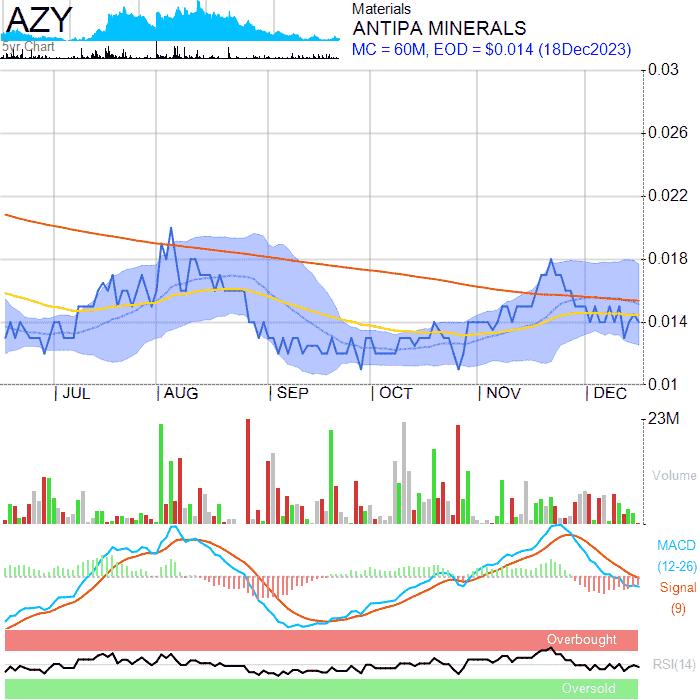 AZY
5yr Chart
Materials
ANTIPA MINERALS
MC = 60M, EOD = $0.014 (18Dec2023)
0.03
0.026
0.022
0.018
0.014
0.01
JUL AUG SEP OCT NOV DEC
23M
Volume
MACD
(12-26)
Signal
(9)
Overbought
RSI(14)
Oversold